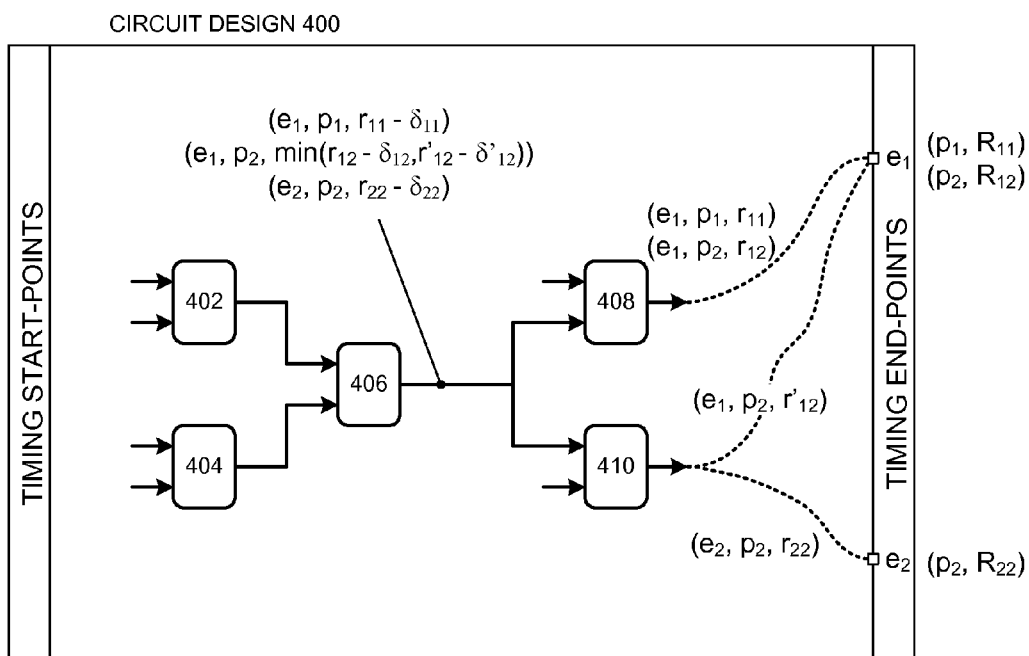 CIRCUIT DESIGN 400
TIMING START-POINTS
(e₁, p₁, r₁₁ - δ₁₁)
(e₁, p₂, min(r₁₂ - δ₁₂,r'₁₂ - δ'₁₂))
(e₂, p₂, r₂₂ - δ₂₂)
e₁
(p₁, R₁₁)
(p₂, R₁₂)
(e₁, p₁, r₁₁)
(e₁, p₂, r₁₂)
402
408
406
(e₁, p₂, r'₁₂)
404
410
(e₂, p₂, r₂₂)
TIMING END-POINTS
e₂
(p₂, R₂₂)